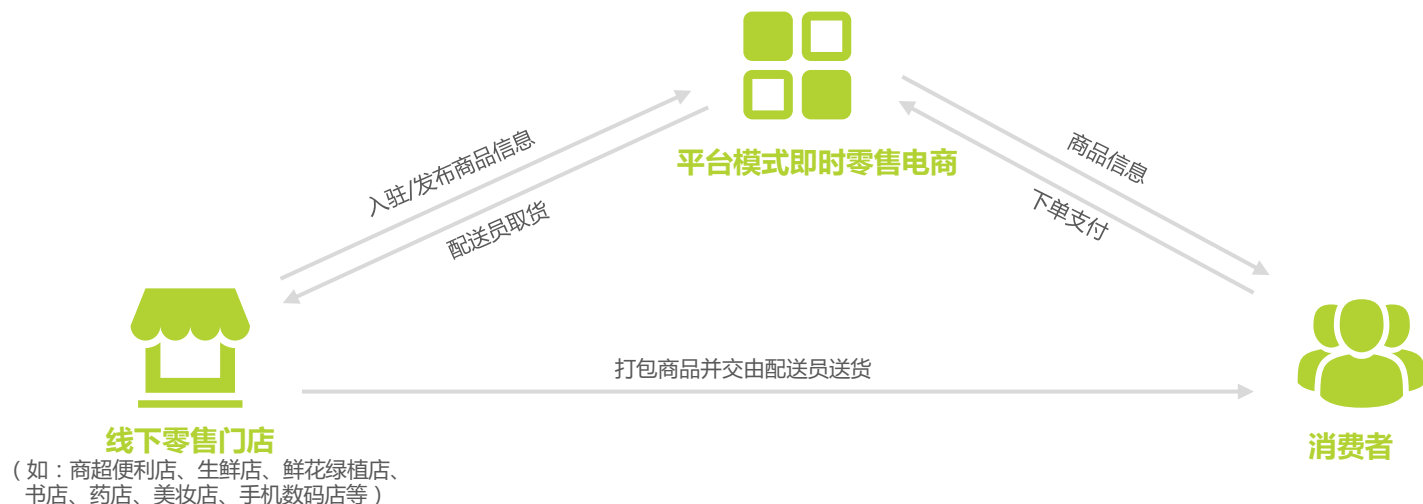 平台模式即时零售电商
入驻/发布商品信息
配送员取货
商品信息
下单支付
打包商品并交由配送员送货
线下零售门店
（如：商超便利店、生鲜店、鲜花绿植店、
书店、药店、美妆店、手机数码店等）
消费者